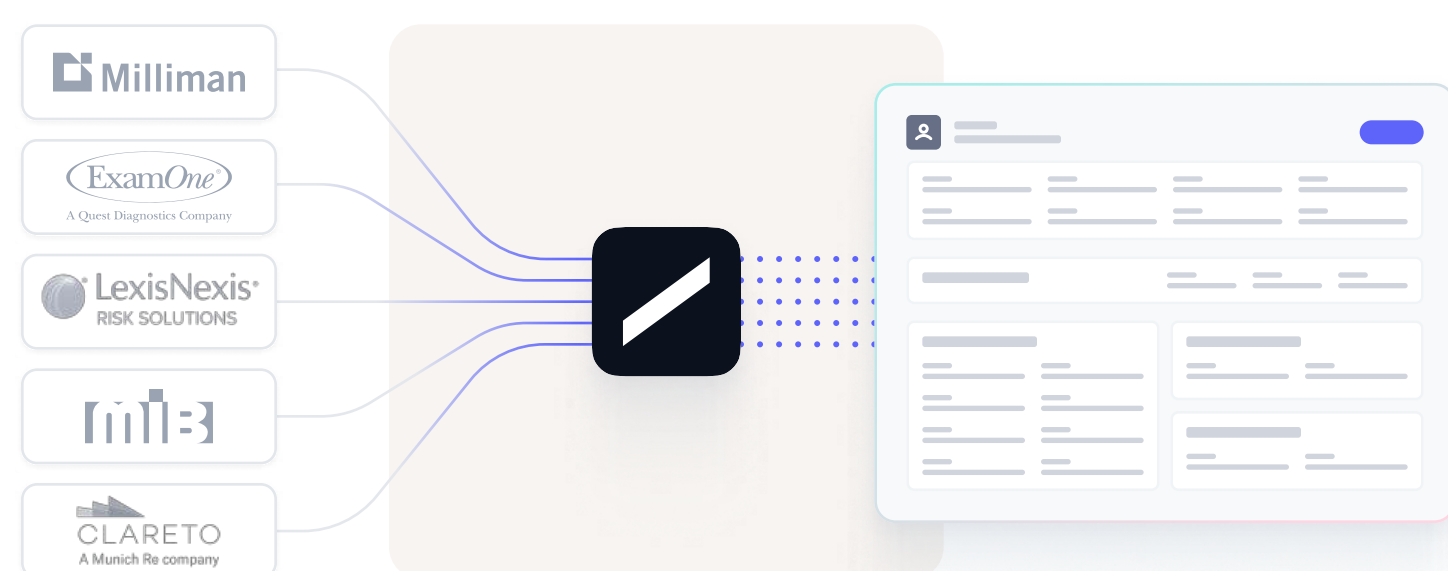 Milliman
ExamOne®
A Quest Diagnostics Company
LexisNexis®
RISK SOLUTIONS
MIB
CLARETO
A Munich Re company